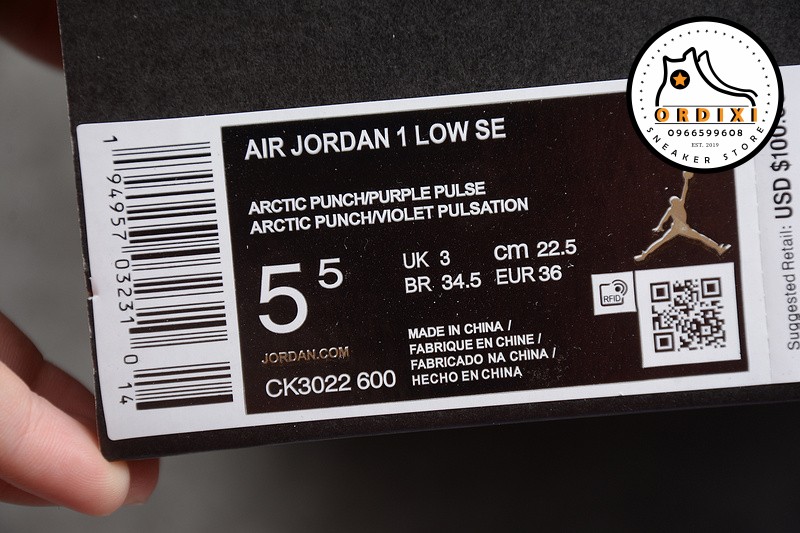 ORDIXI
0966599608
EST. 2019
SNEAKER STORE
AIR JORDAN 1 LOW SE
ARCTIC PUNCH/PURPLE PULSE
ARCTIC PUNCH/VIOLET PULSATION
5 5
UK 3
cm 22.5
BR 34.5
EUR 36
JORDAN.COM
CK3022 600
MADE IN CHINA /
FABRIQUE EN CHINE /
FABRICADO NA CHINA /
HECHO EN CHINA
RFID
1 94957 03231 0 14
Suggested Retail: USD $100.